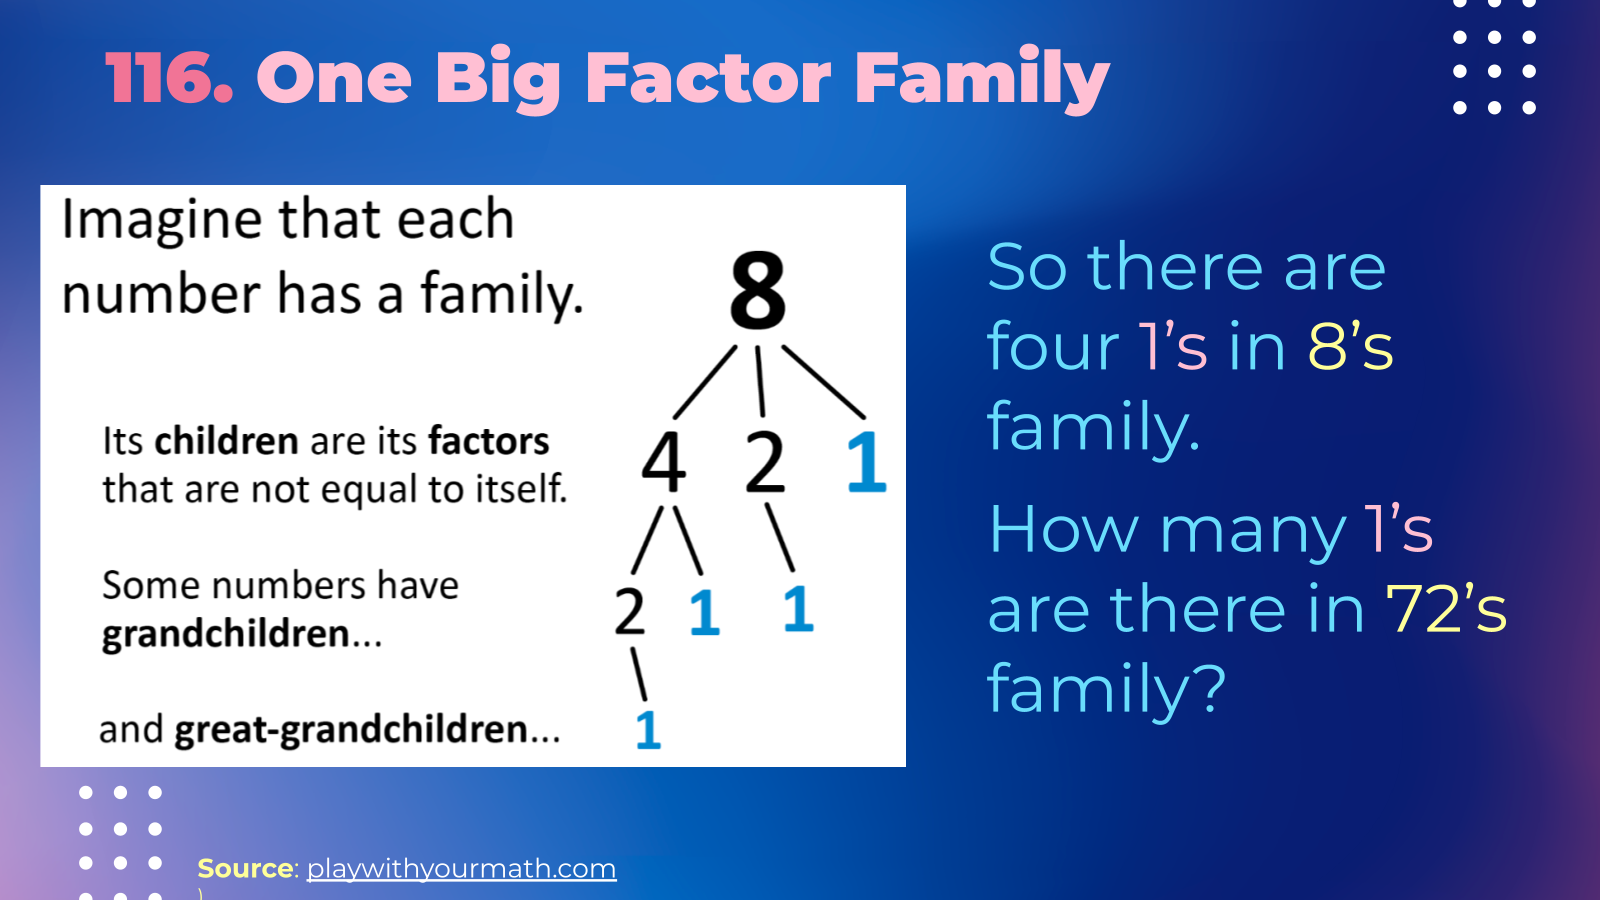 116. One Big Factor Family
Imagine that each
number has a family.
8
Its children are its factors
that are not equal to itself.
4 2 1
Some numbers have
grandchildren...
2 1 1
and great-grandchildren...
1
So there are
four 1’s in 8’s
family.
How many 1’s
are there in 72’s
family?
Source: playwithyourmath.com
)